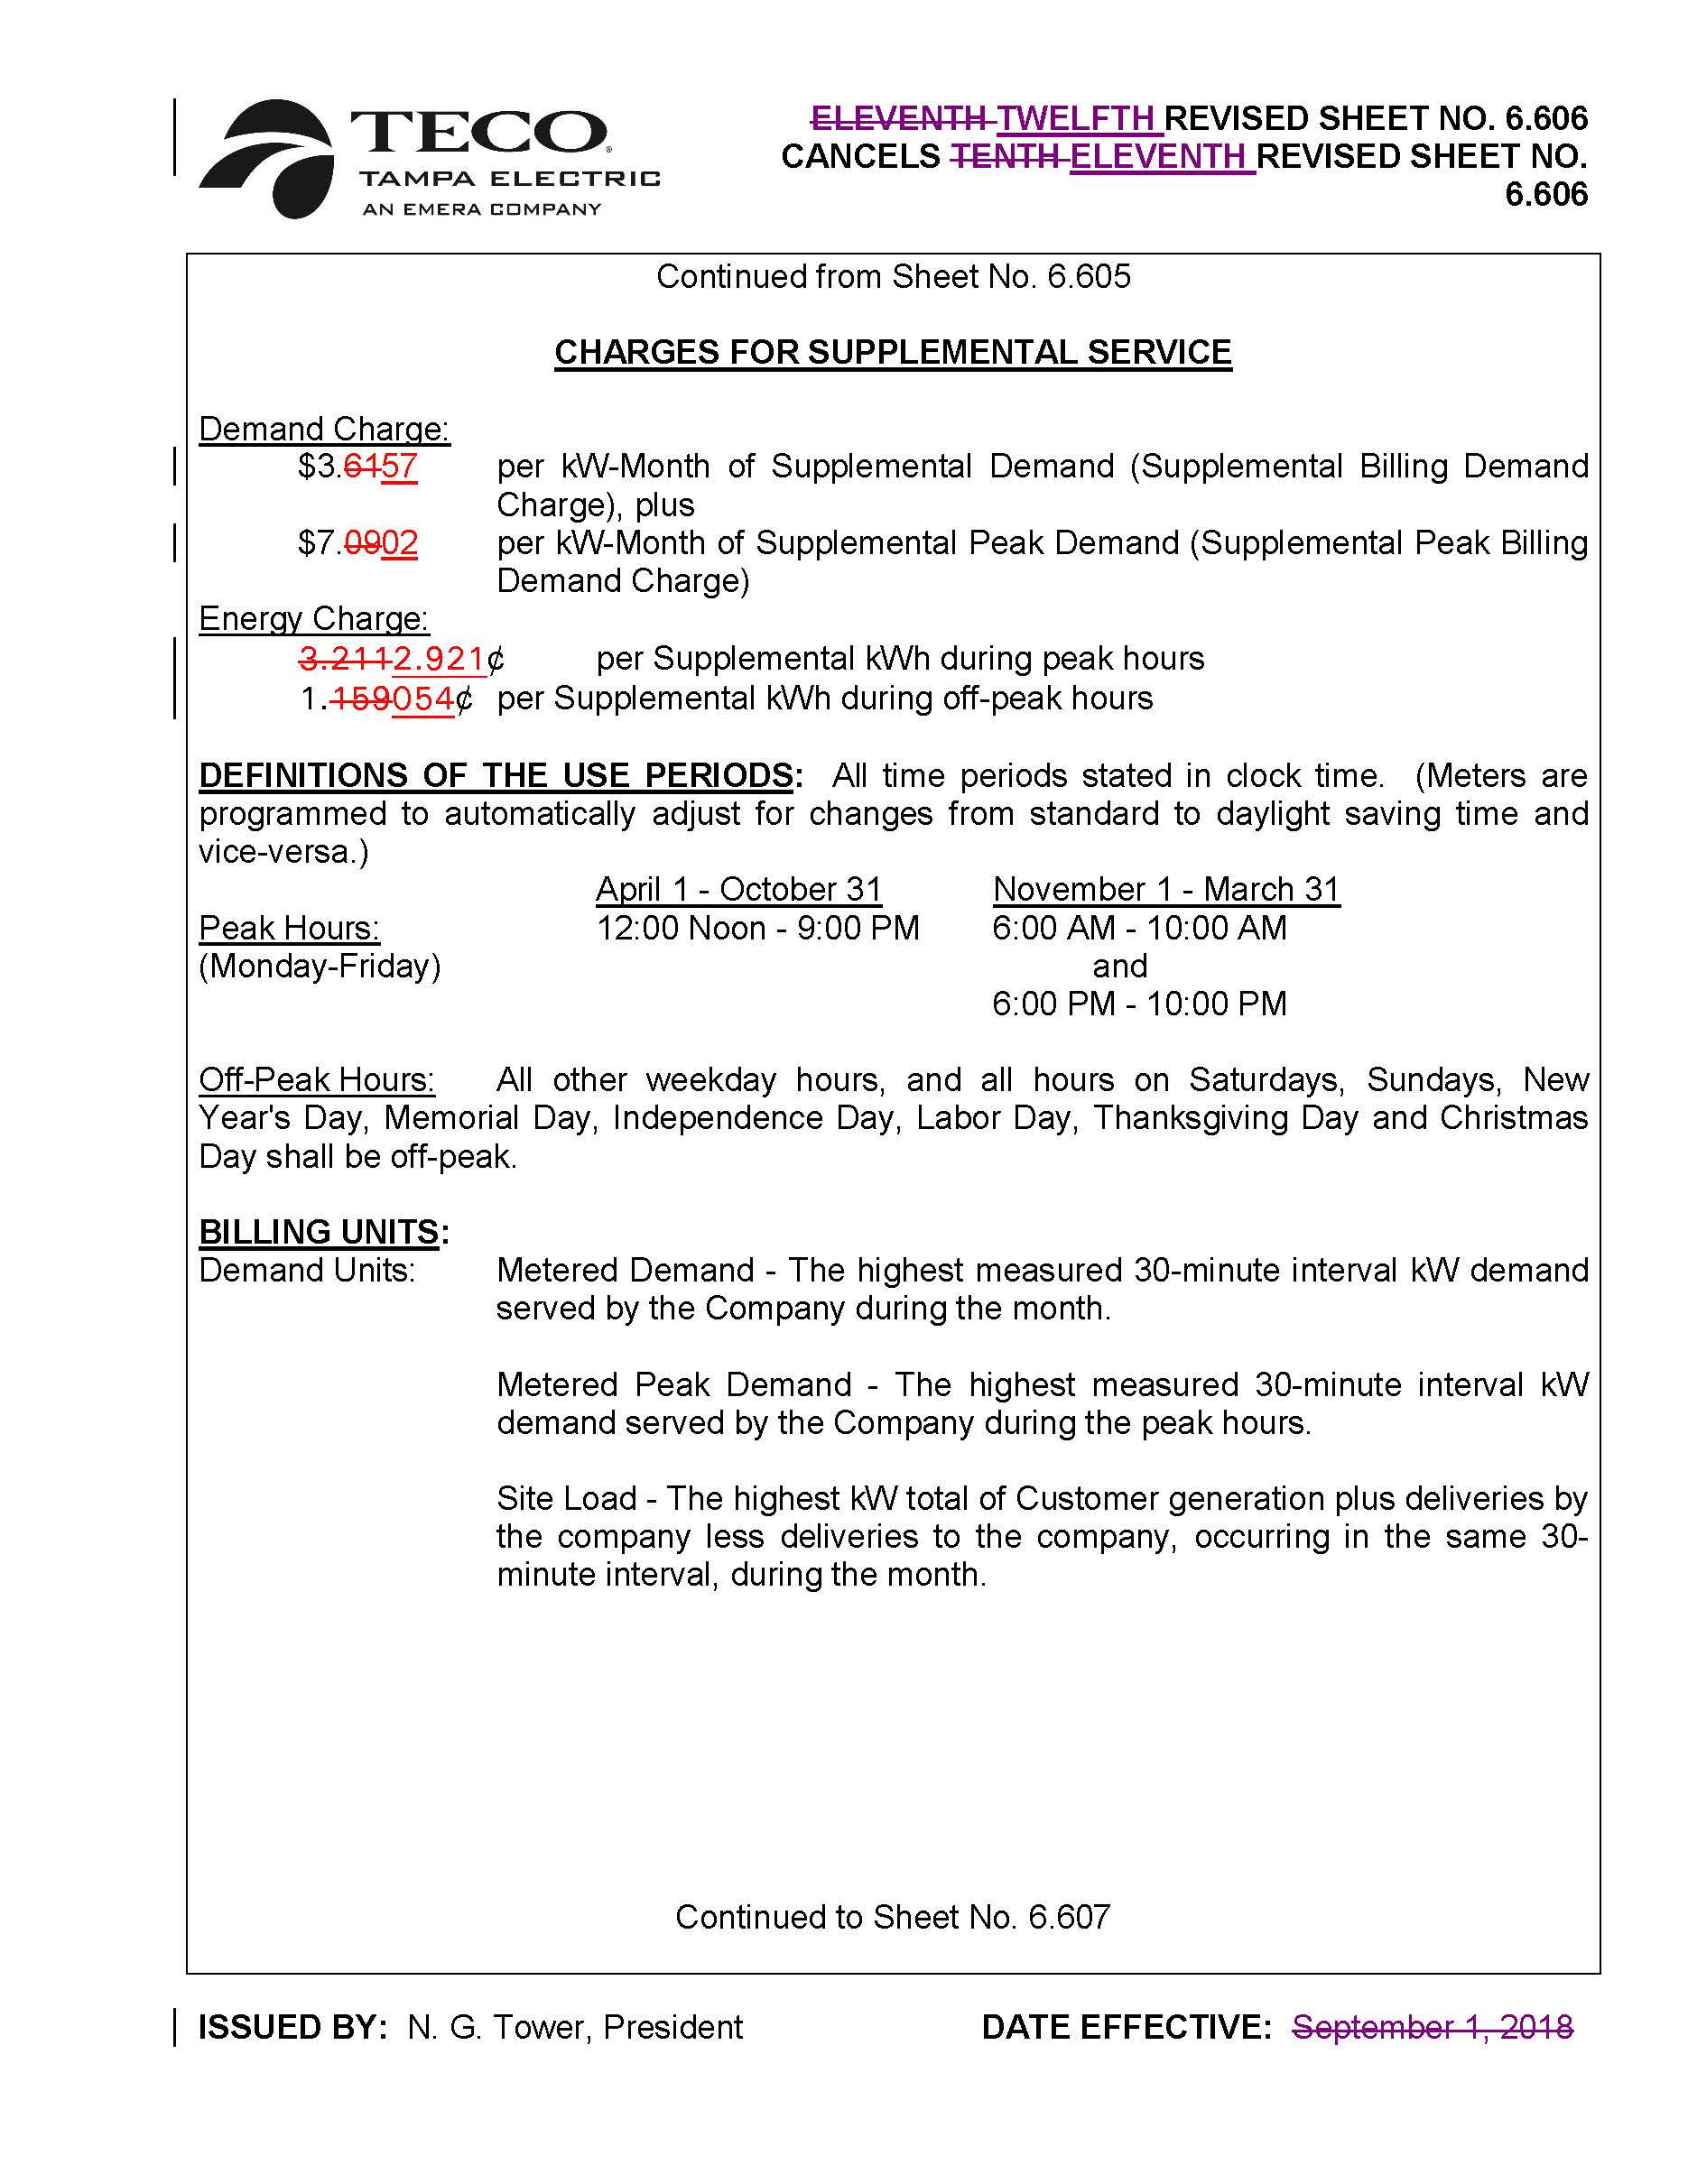 TECO®
TAMPA ELECTRIC
AN EMERA COMPANY
ELEVENTH TWELFTH REVISED SHEET NO. 6.606
CANCELS TENTH ELEVENTH REVISED SHEET NO.
6.606
Continued from Sheet No. 6.605
CHARGES FOR SUPPLEMENTAL SERVICE
Demand Charge:
$3.6157 per kW-Month of Supplemental Demand (Supplemental Billing Demand
Charge), plus
$7.0902 per kW-Month of Supplemental Peak Demand (Supplemental Peak Billing
Demand Charge)
Energy Charge:
3.2112.921¢ per Supplemental kWh during peak hours
1.159054¢ per Supplemental kWh during off-peak hours
DEFINITIONS OF THE USE PERIODS: All time periods stated in clock time. (Meters are
programmed to automatically adjust for changes from standard to daylight saving time and
vice-versa.)
April 1 - October 31 November 1 - March 31
Peak Hours: 12:00 Noon - 9:00 PM 6:00 AM - 10:00 AM
(Monday-Friday) and
6:00 PM - 10:00 PM
Off-Peak Hours: All other weekday hours, and all hours on Saturdays, Sundays, New
Year's Day, Memorial Day, Independence Day, Labor Day, Thanksgiving Day and Christmas
Day shall be off-peak.
BILLING UNITS:
Demand Units: Metered Demand - The highest measured 30-minute interval kW demand
served by the Company during the month.
Metered Peak Demand - The highest measured 30-minute interval kW
demand served by the Company during the peak hours.
Site Load - The highest kW total of Customer generation plus deliveries by
the company less deliveries to the company, occurring in the same 30-
minute interval, during the month.
Continued to Sheet No. 6.607
ISSUED BY: N. G. Tower, President DATE EFFECTIVE: September 1, 2018